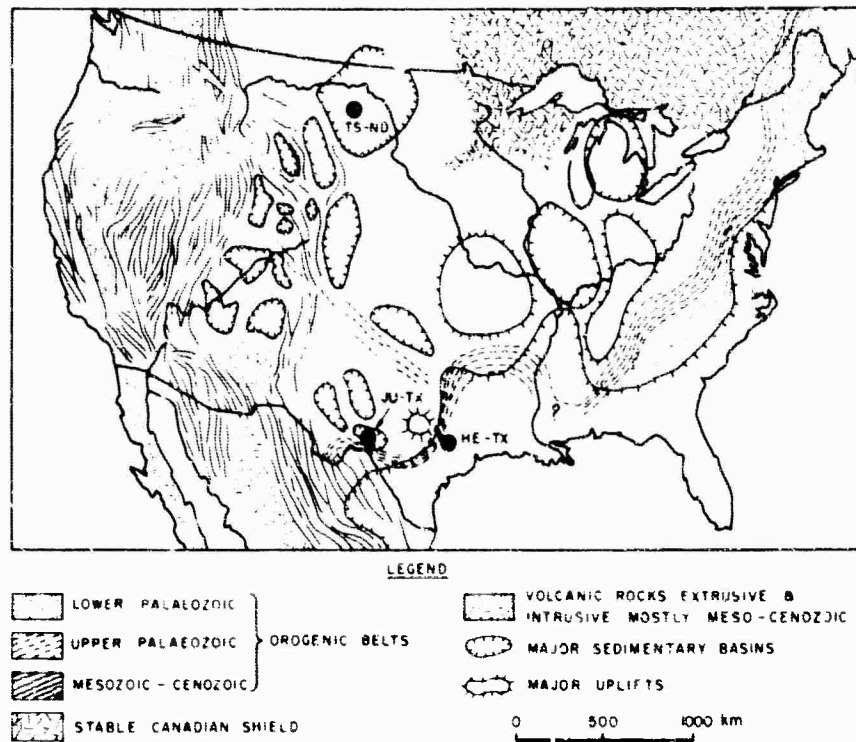 TS-ND
JU-TX
HE-TX
LEGEND
LOWER PALAEOZOIC
UPPER PALAEOZOIC
MESOZOIC-CENOZOIC
OROGENIC BELTS
STABLE CANADIAN SHIELD
VOLCANIC ROCKS EXTRUSIVE &
INTRUSIVE MOSTLY MESO-CENOZOIC
MAJOR SEDIMENTARY BASINS
MAJOR UPLIFTS
0 500 1000 km